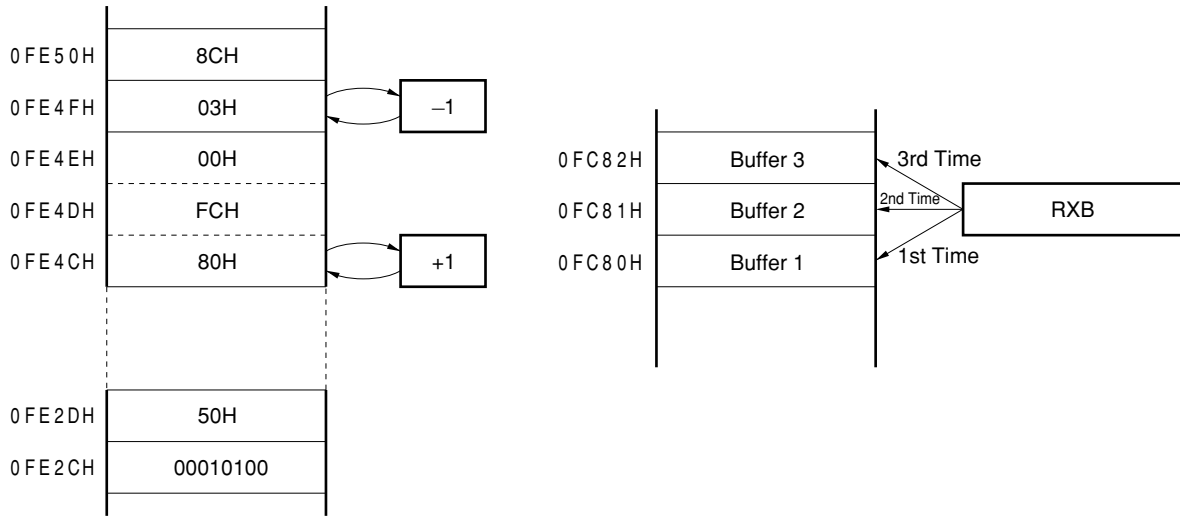 0FE50H 8CH
0FE4FH 03H –1
0FE4EH 00H
0FE4DH FCH
0FE4CH 80H +1
0FE2DH 50H
0FE2CH 00010100
0FC82H Buffer 3 3rd Time
0FC81H Buffer 2 2nd Time RXB
0FC80H Buffer 1 1st Time